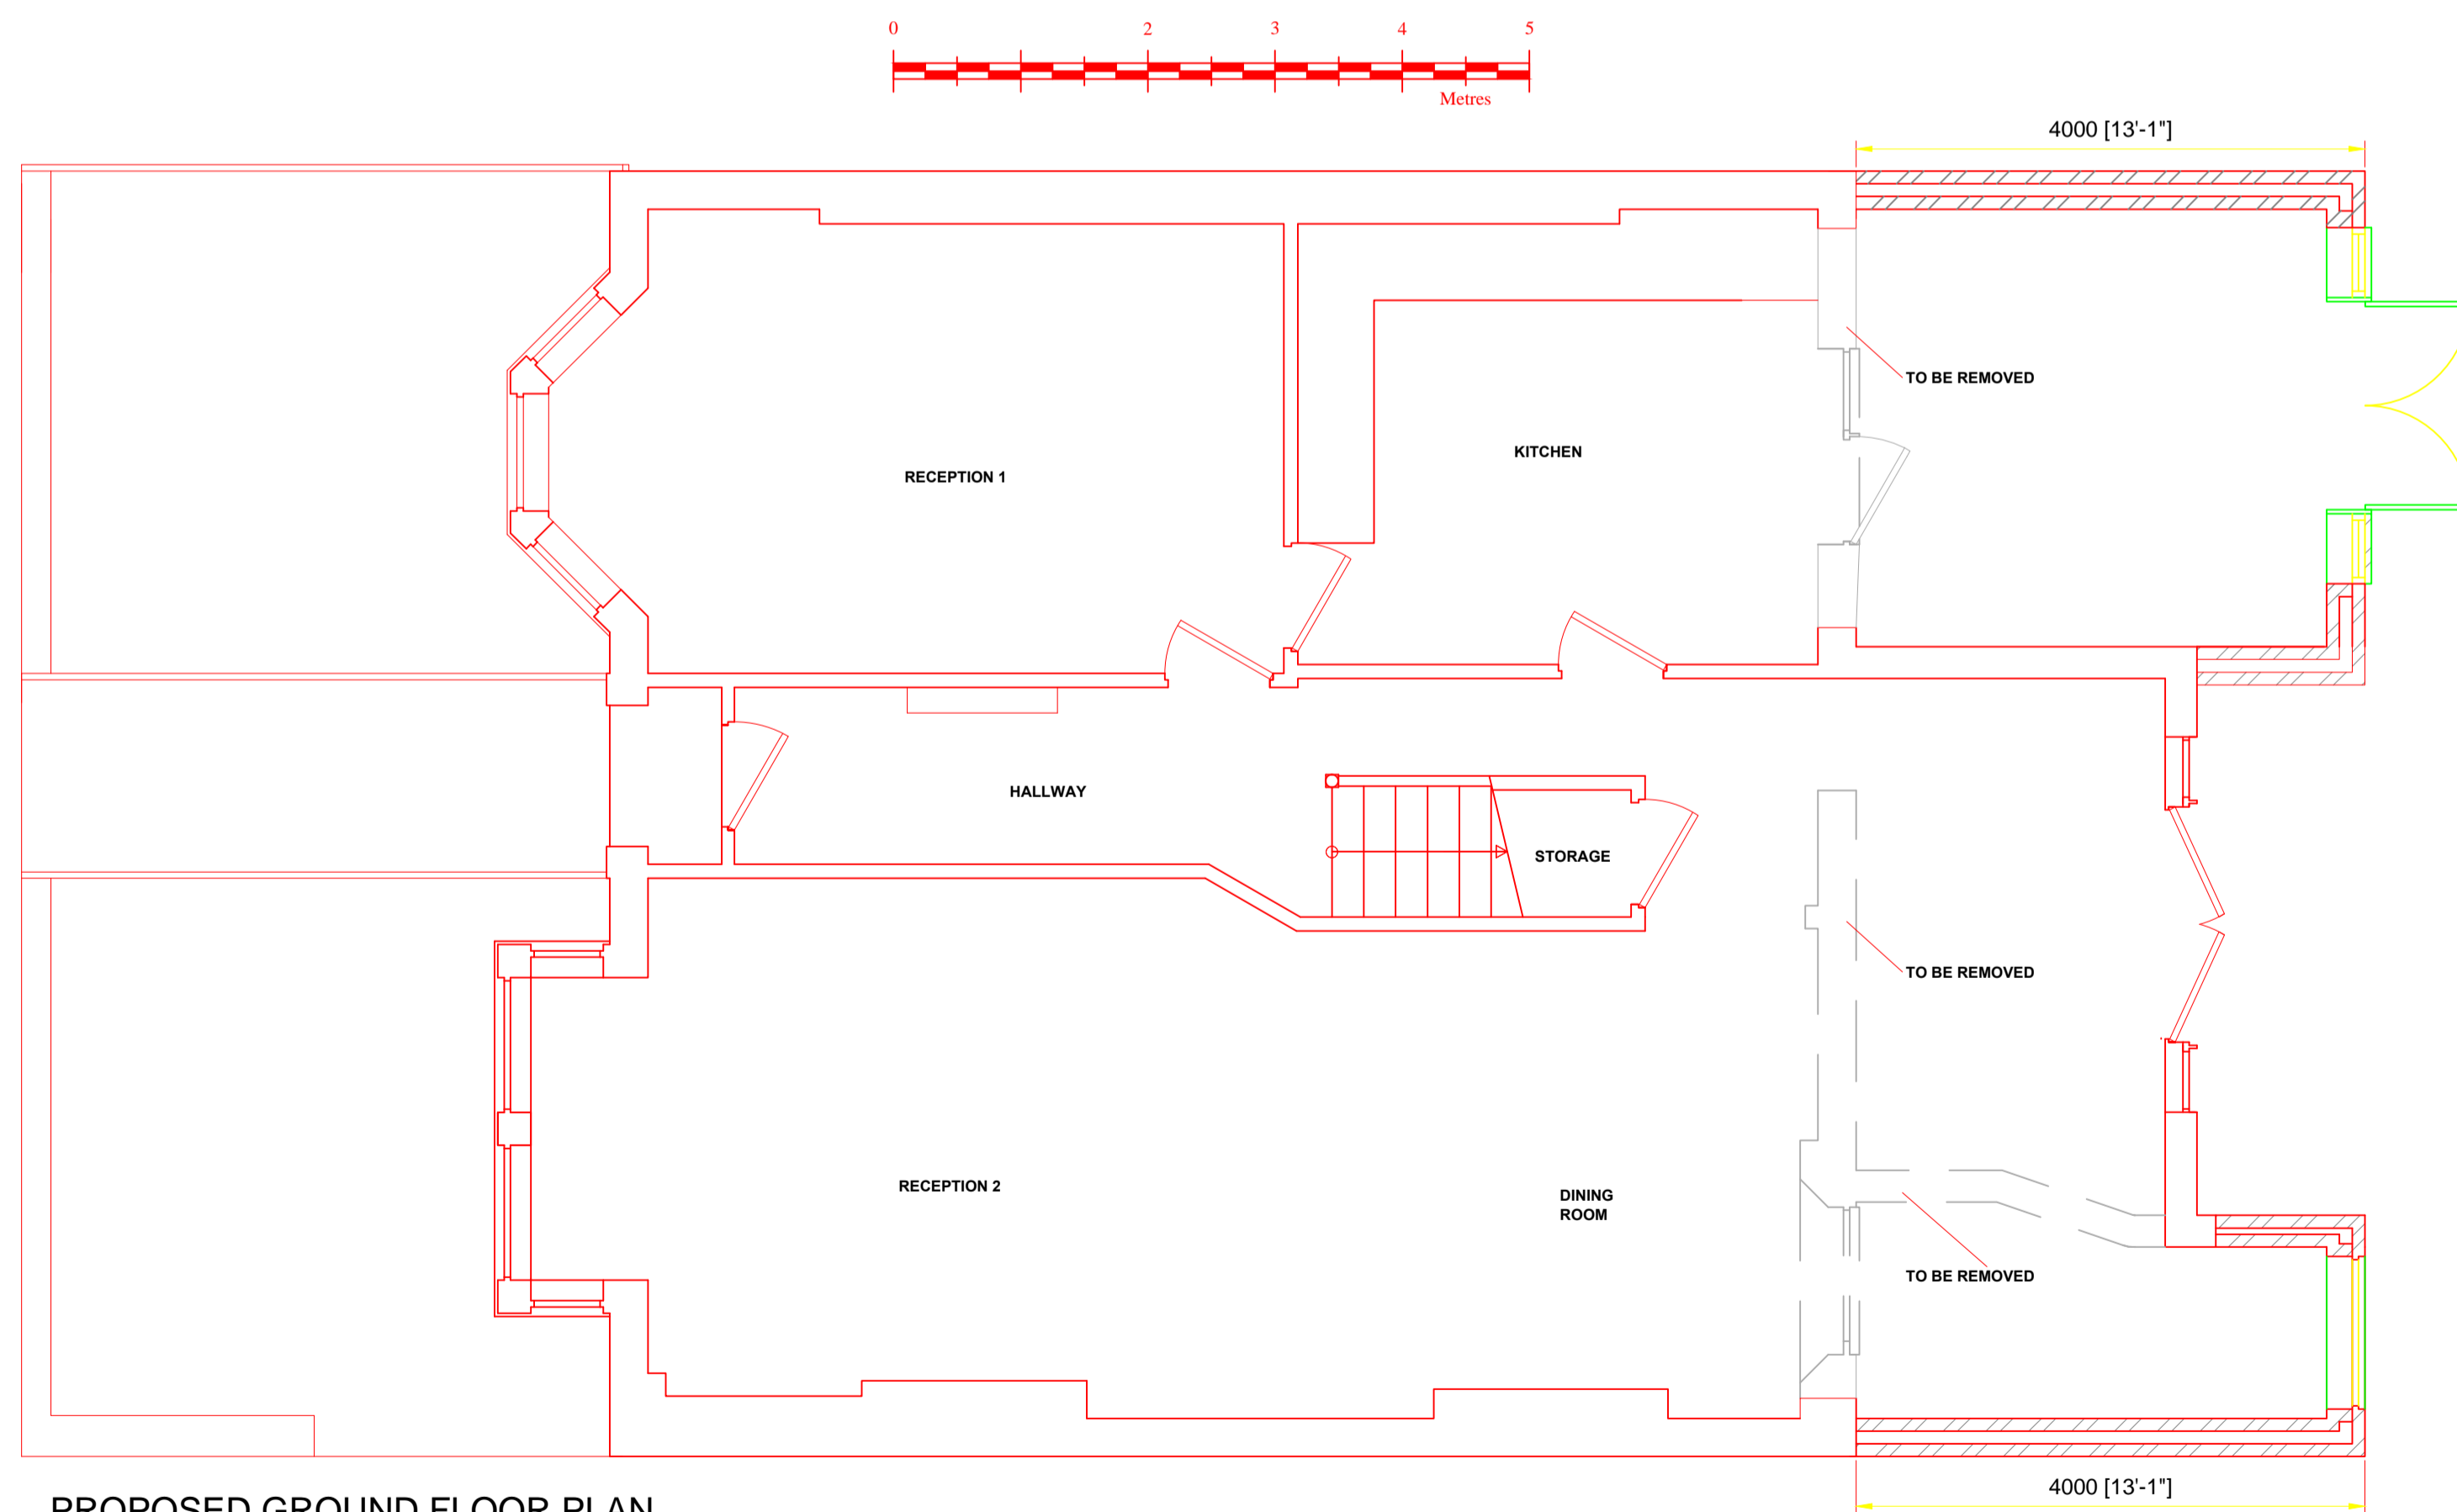 0 2 3 4 5
Metres
4000 [13'-1"]
TO BE REMOVED
KITCHEN
RECEPTION 1
HALLWAY
STORAGE
TO BE REMOVED
RECEPTION 2
DINING
ROOM
TO BE REMOVED
4000 [13'-1"]
PROPOSED GROUND FLOOR PLAN